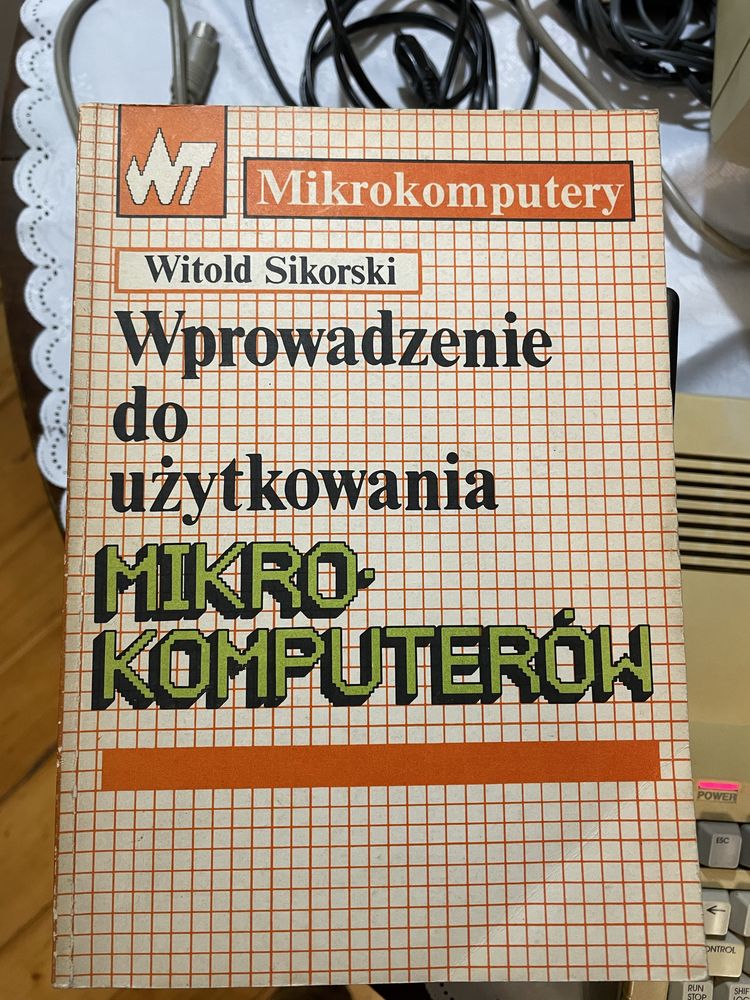 WT
Mikrokomputery
Witold Sikorski
Wprowadzenie
do
użytkowania
MIKRO-
KOMPUTERÓW
POWER
ESC
←
CONTROL
RUN
STOP